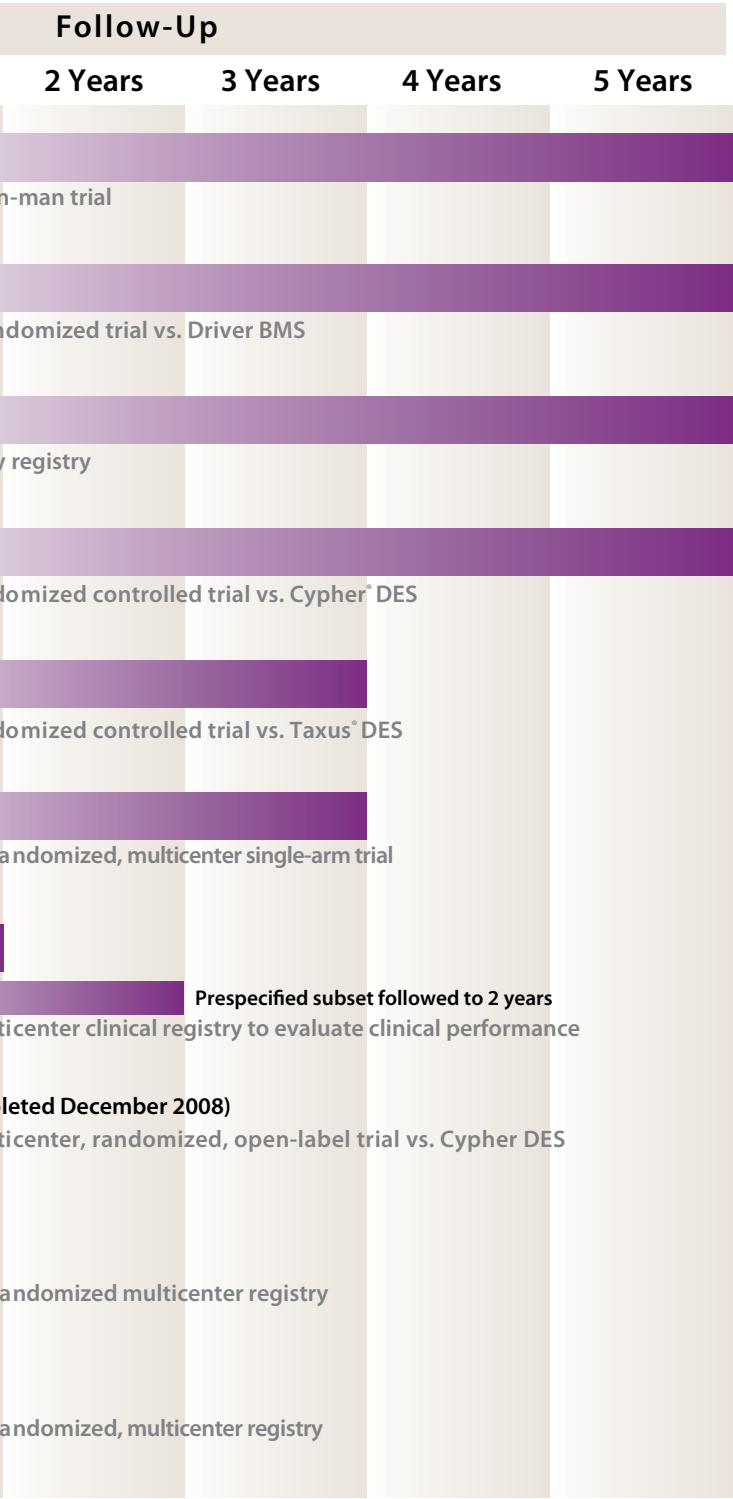 Follow-Up
2 Years 3 Years 4 Years 5 Years
n-man trial
ndomized trial vs. Driver BMS
y registry
domized controlled trial vs. Cypher® DES
domized controlled trial vs. Taxus® DES
andomized, multicenter single-arm trial
Prespecified subset followed to 2 years
ticenter clinical registry to evaluate clinical performance
leted December 2008)
ticenter, randomized, open-label trial vs. Cypher DES
andomized multicenter registry
andomized, multicenter registry